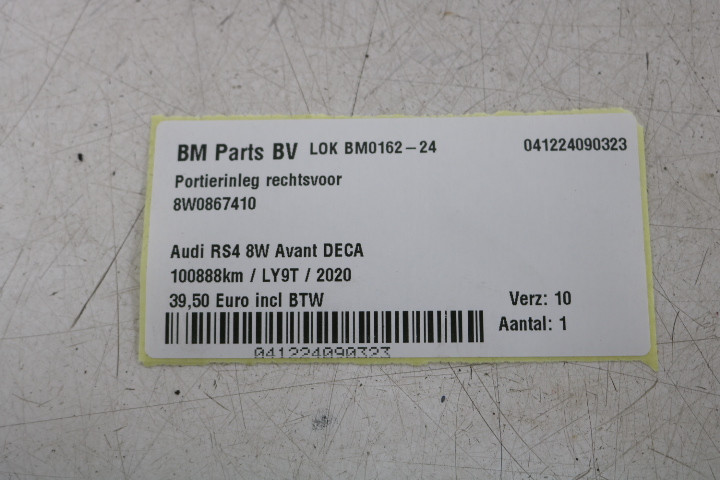 BM Parts BV LOK BM0162-24 041224090323
Portierinleg rechtsvoor
8W0867410
Audi RS4 8W Avant DECA
100888km / LY9T / 2020
39,50 Euro incl BTW Verz: 10
Aantal: 1
041224090323